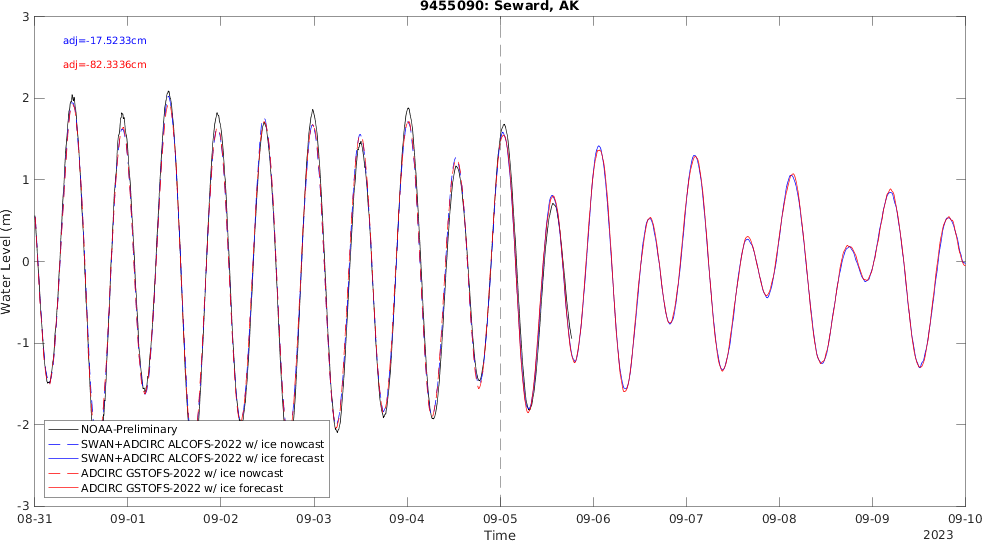 9455090: Seward, AK
adj=-17.5233cm
adj=-82.3336cm
Water Level (m)
3
2
1
0
-1
-2
-3
NOAA-Preliminary
SWAN+ADCIRC ALCOFS-2022 w/ ice nowcast
SWAN+ADCIRC ALCOFS-2022 w/ ice forecast
ADCIRC GSTOFS-2022 w/ ice nowcast
ADCIRC GSTOFS-2022 w/ ice forecast
08-31 09-01 09-02 09-03 09-04 09-05 09-06 09-07 09-08 09-09 09-10
Time
2023